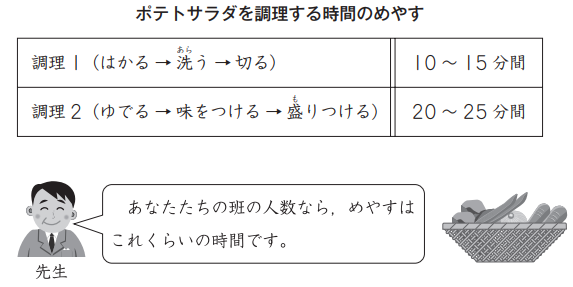 ポテトサラダを調理する時間のめやす
調理1(はかる→洗う→切る) 10～15分間
調理2(ゆでる→味をつける→盛りつける) 20～25分間
あなたたちの班の人数なら，めやすは
これくらいの時間です。
先生